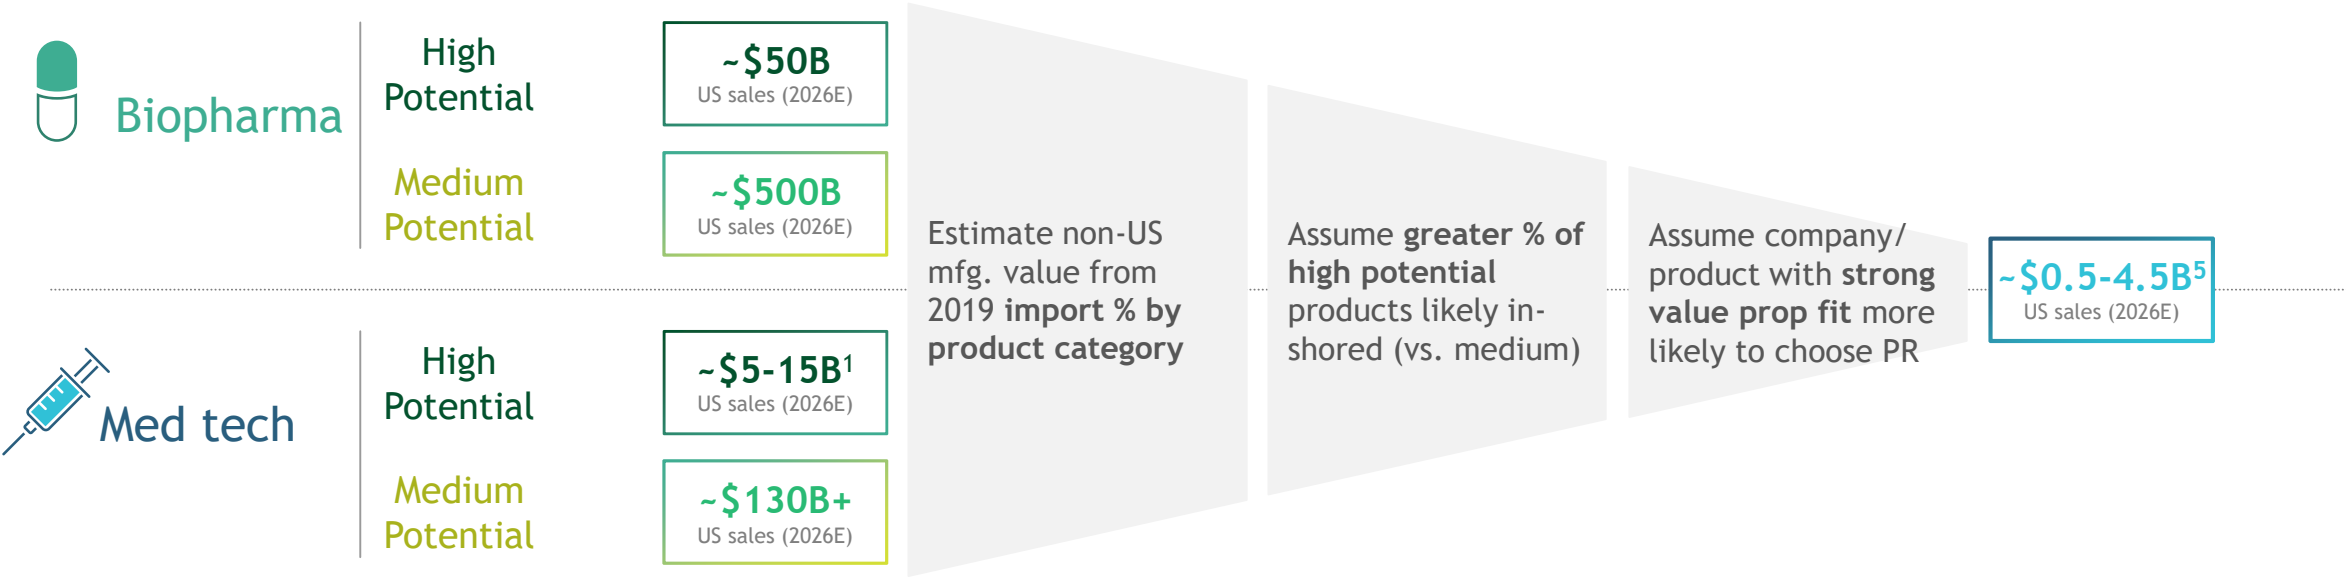 Biopharma
High
Potential
~$50B
US sales (2026E)
Medium
Potential
~$500B
US sales (2026E)
Med tech
High
Potential
~$5-15B¹
US sales (2026E)
Medium
Potential
~$130B+
US sales (2026E)
Estimate non-US
mfg. value from
2019 import % by
product category
Assume greater % of
high potential
products likely in-
shored (vs. medium)
Assume company/
product with strong
value prop fit more
likely to choose PR
~$0.5-4.5B⁵
US sales (2026E)